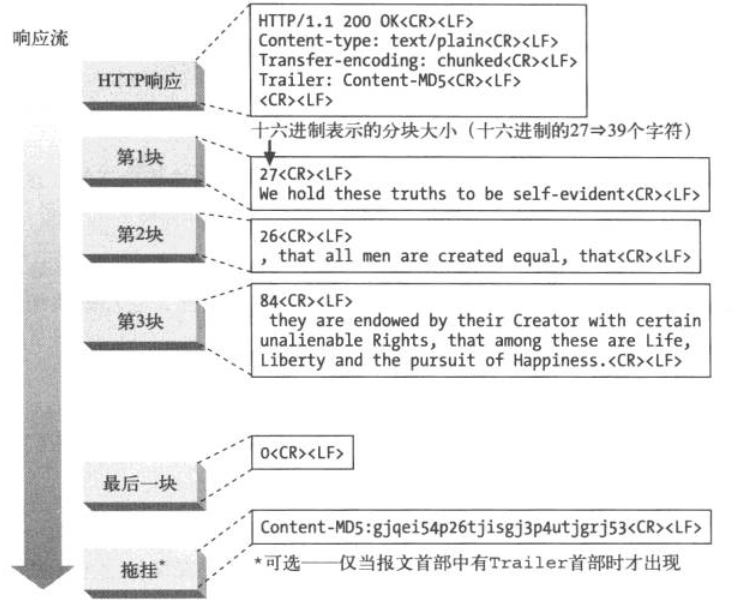 响应流
HTTP响应
HTTP/1.1 200 OK<CR><LF>
Content-type: text/plain<CR><LF>
Transfer-encoding: chunked<CR><LF>
Trailer: Content-MD5<CR><LF>
<CR><LF>
十六进制表示的分块大小（十六进制的27⇒39个字符）
第1块
27<CR><LF>
We hold these truths to be self-evident<CR><LF>
第2块
26<CR><LF>
, that all men are created equal, that<CR><LF>
第3块
84<CR><LF>
they are endowed by their Creator with certain
unalienable Rights, that among these are Life,
Liberty and the pursuit of Happiness.<CR><LF>
最后一块
0<CR><LF>
拖挂*
Content-MD5:gjqei54p26tjisgj3p4utjgrj53<CR><LF>
*可选——仅当报文首部中有Trailer首部时才出现